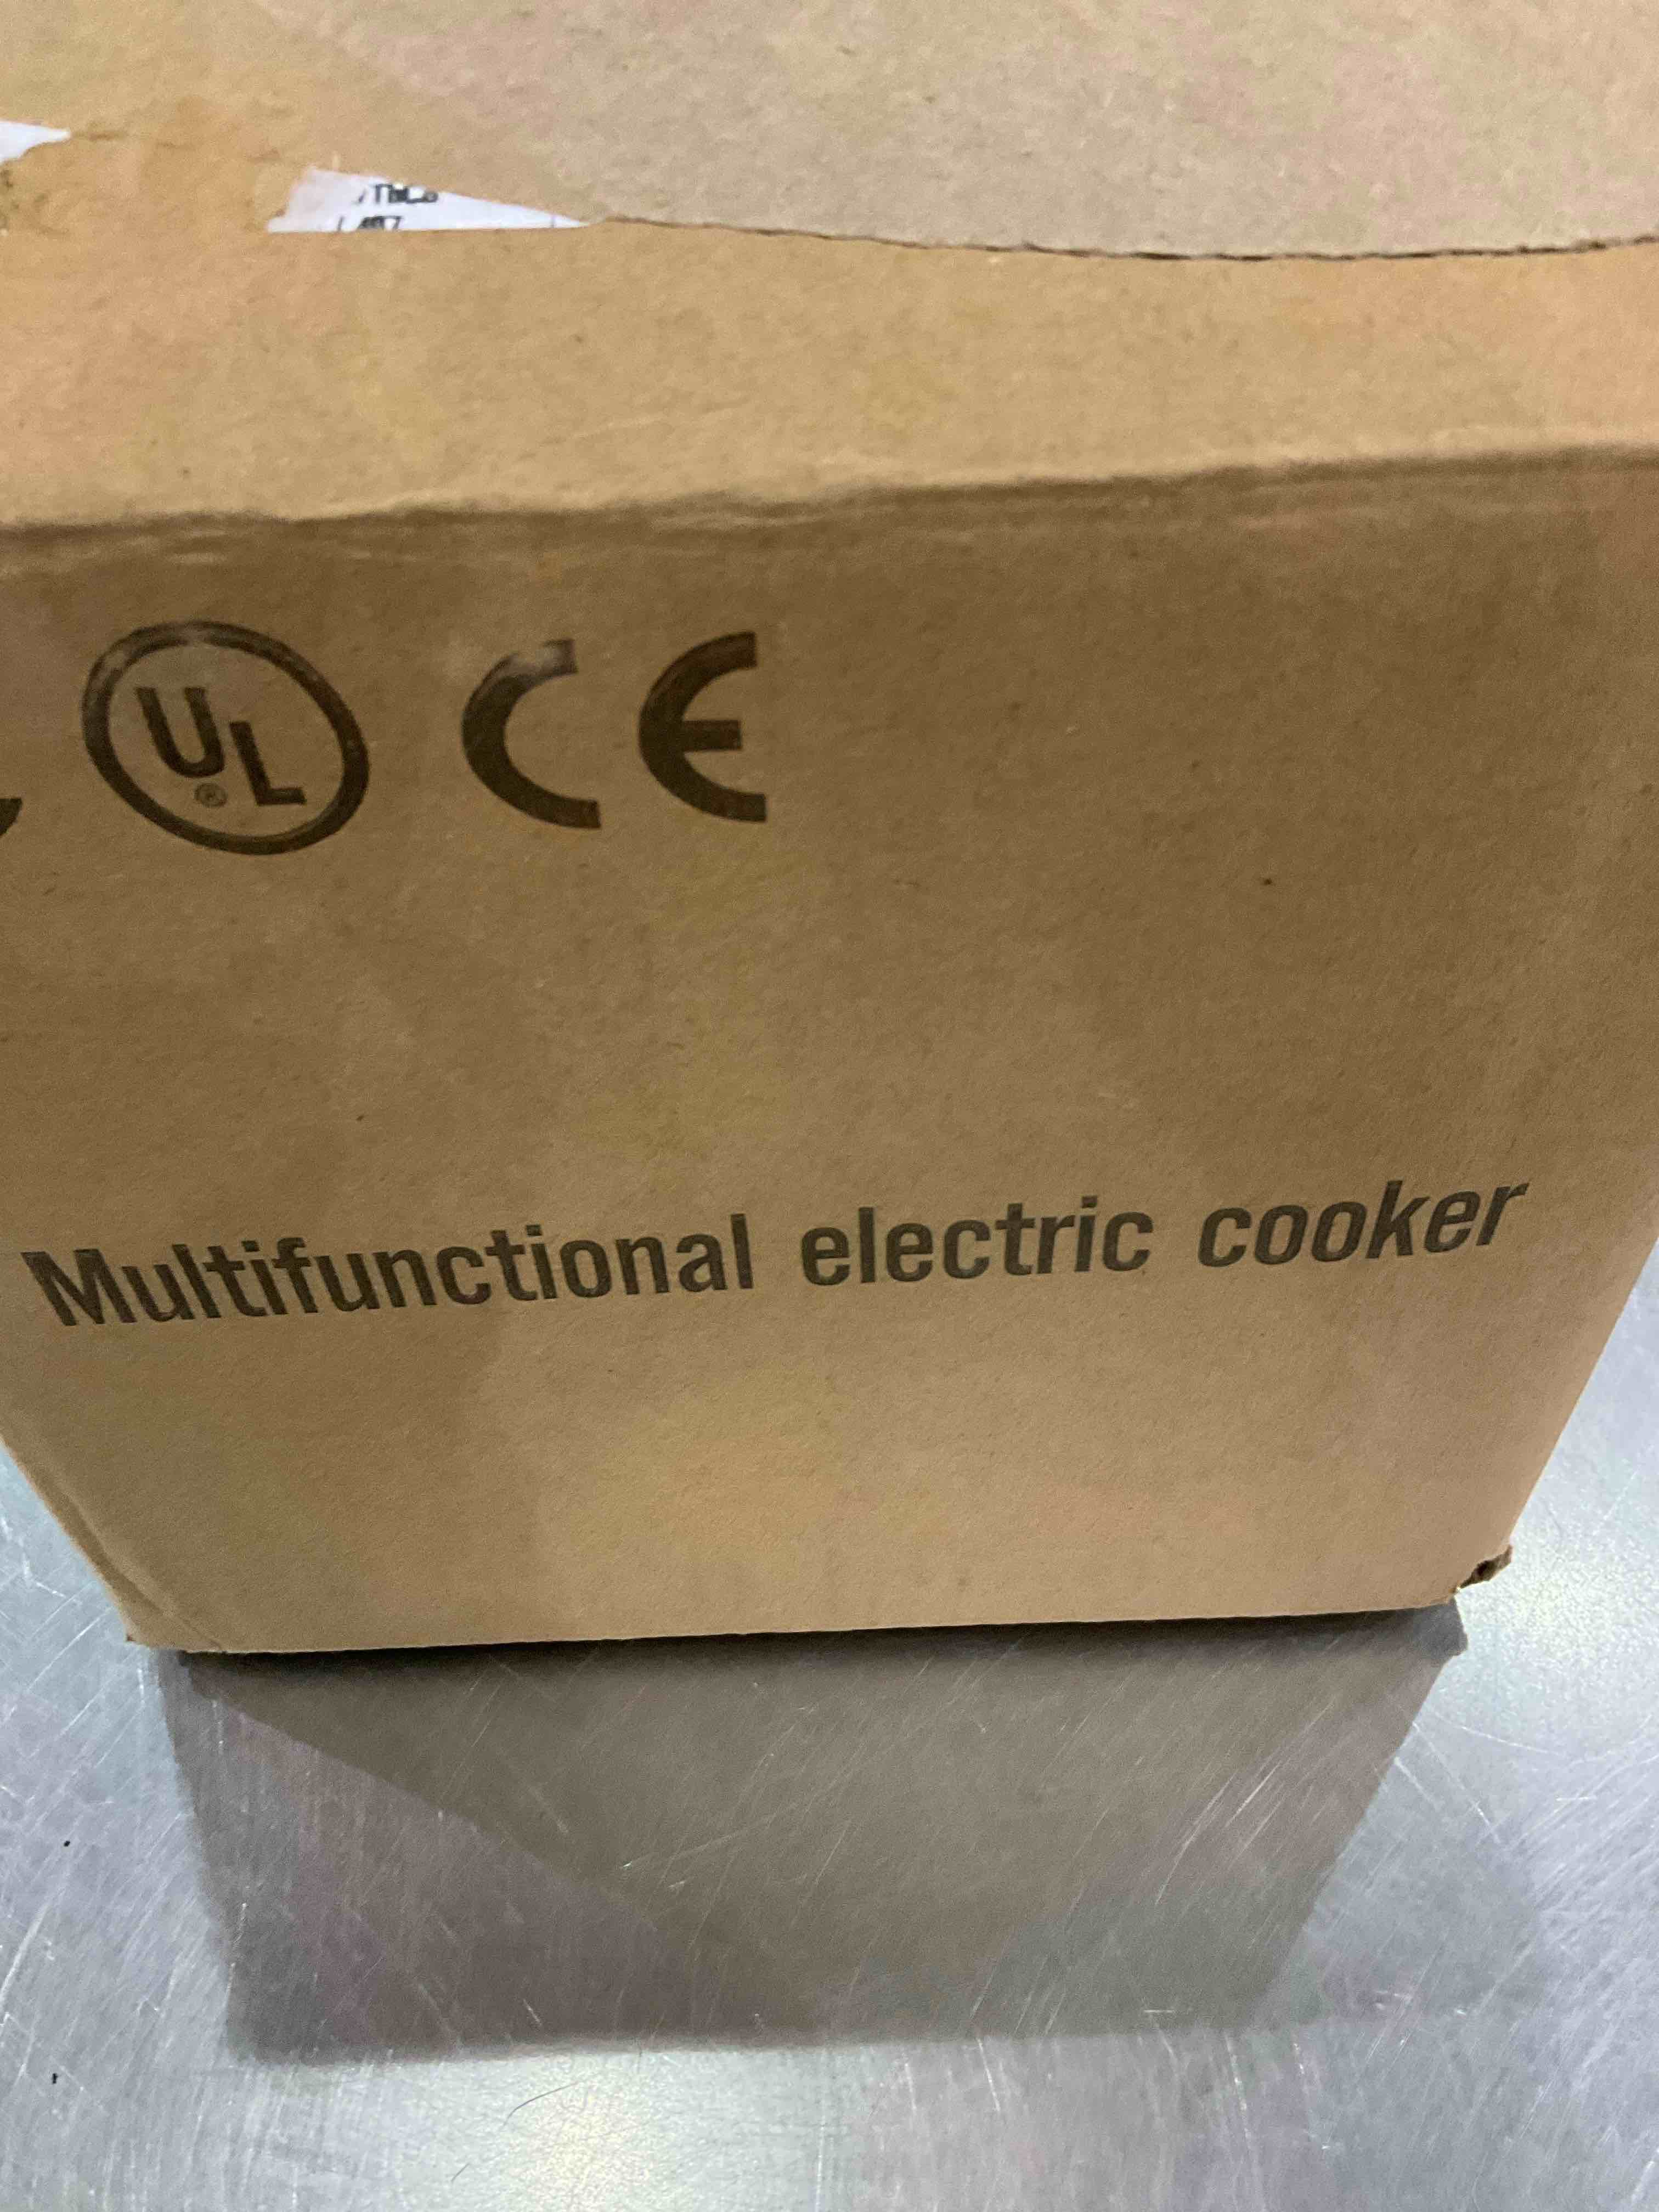 UL® CE
Multifunctional electric cooker